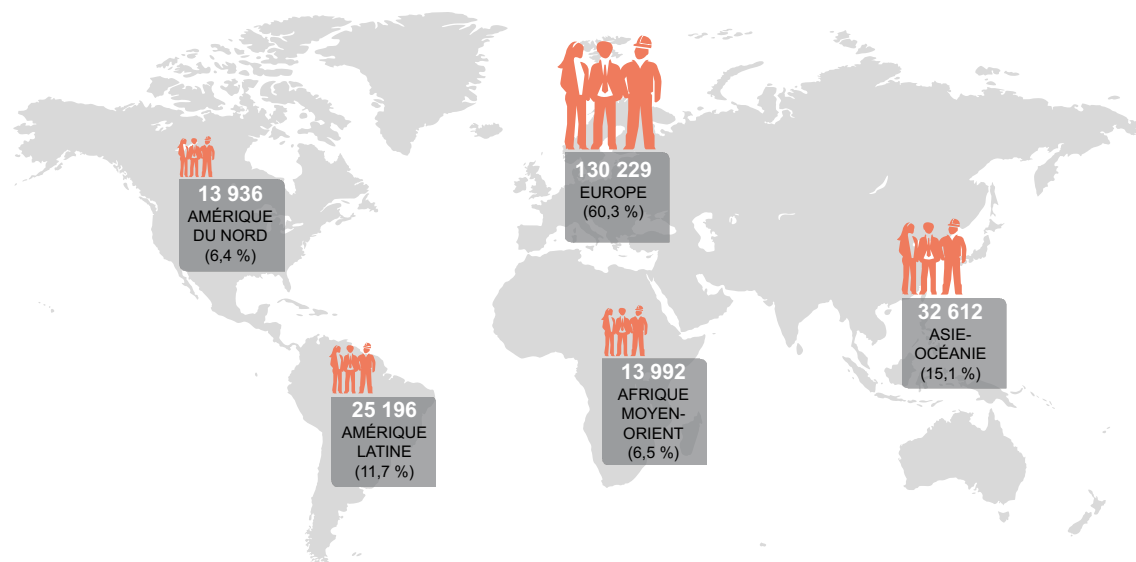 13 936
AMÉRIQUE
DU NORD
(6,4 %)
130 229
EUROPE
(60,3 %)
32 612
ASIE-
OCÉANIE
(15,1 %)
25 196
AMÉRIQUE
LATINE
(11,7 %)
13 992
AFRIQUE
MOYEN-
ORIENT
(6,5 %)